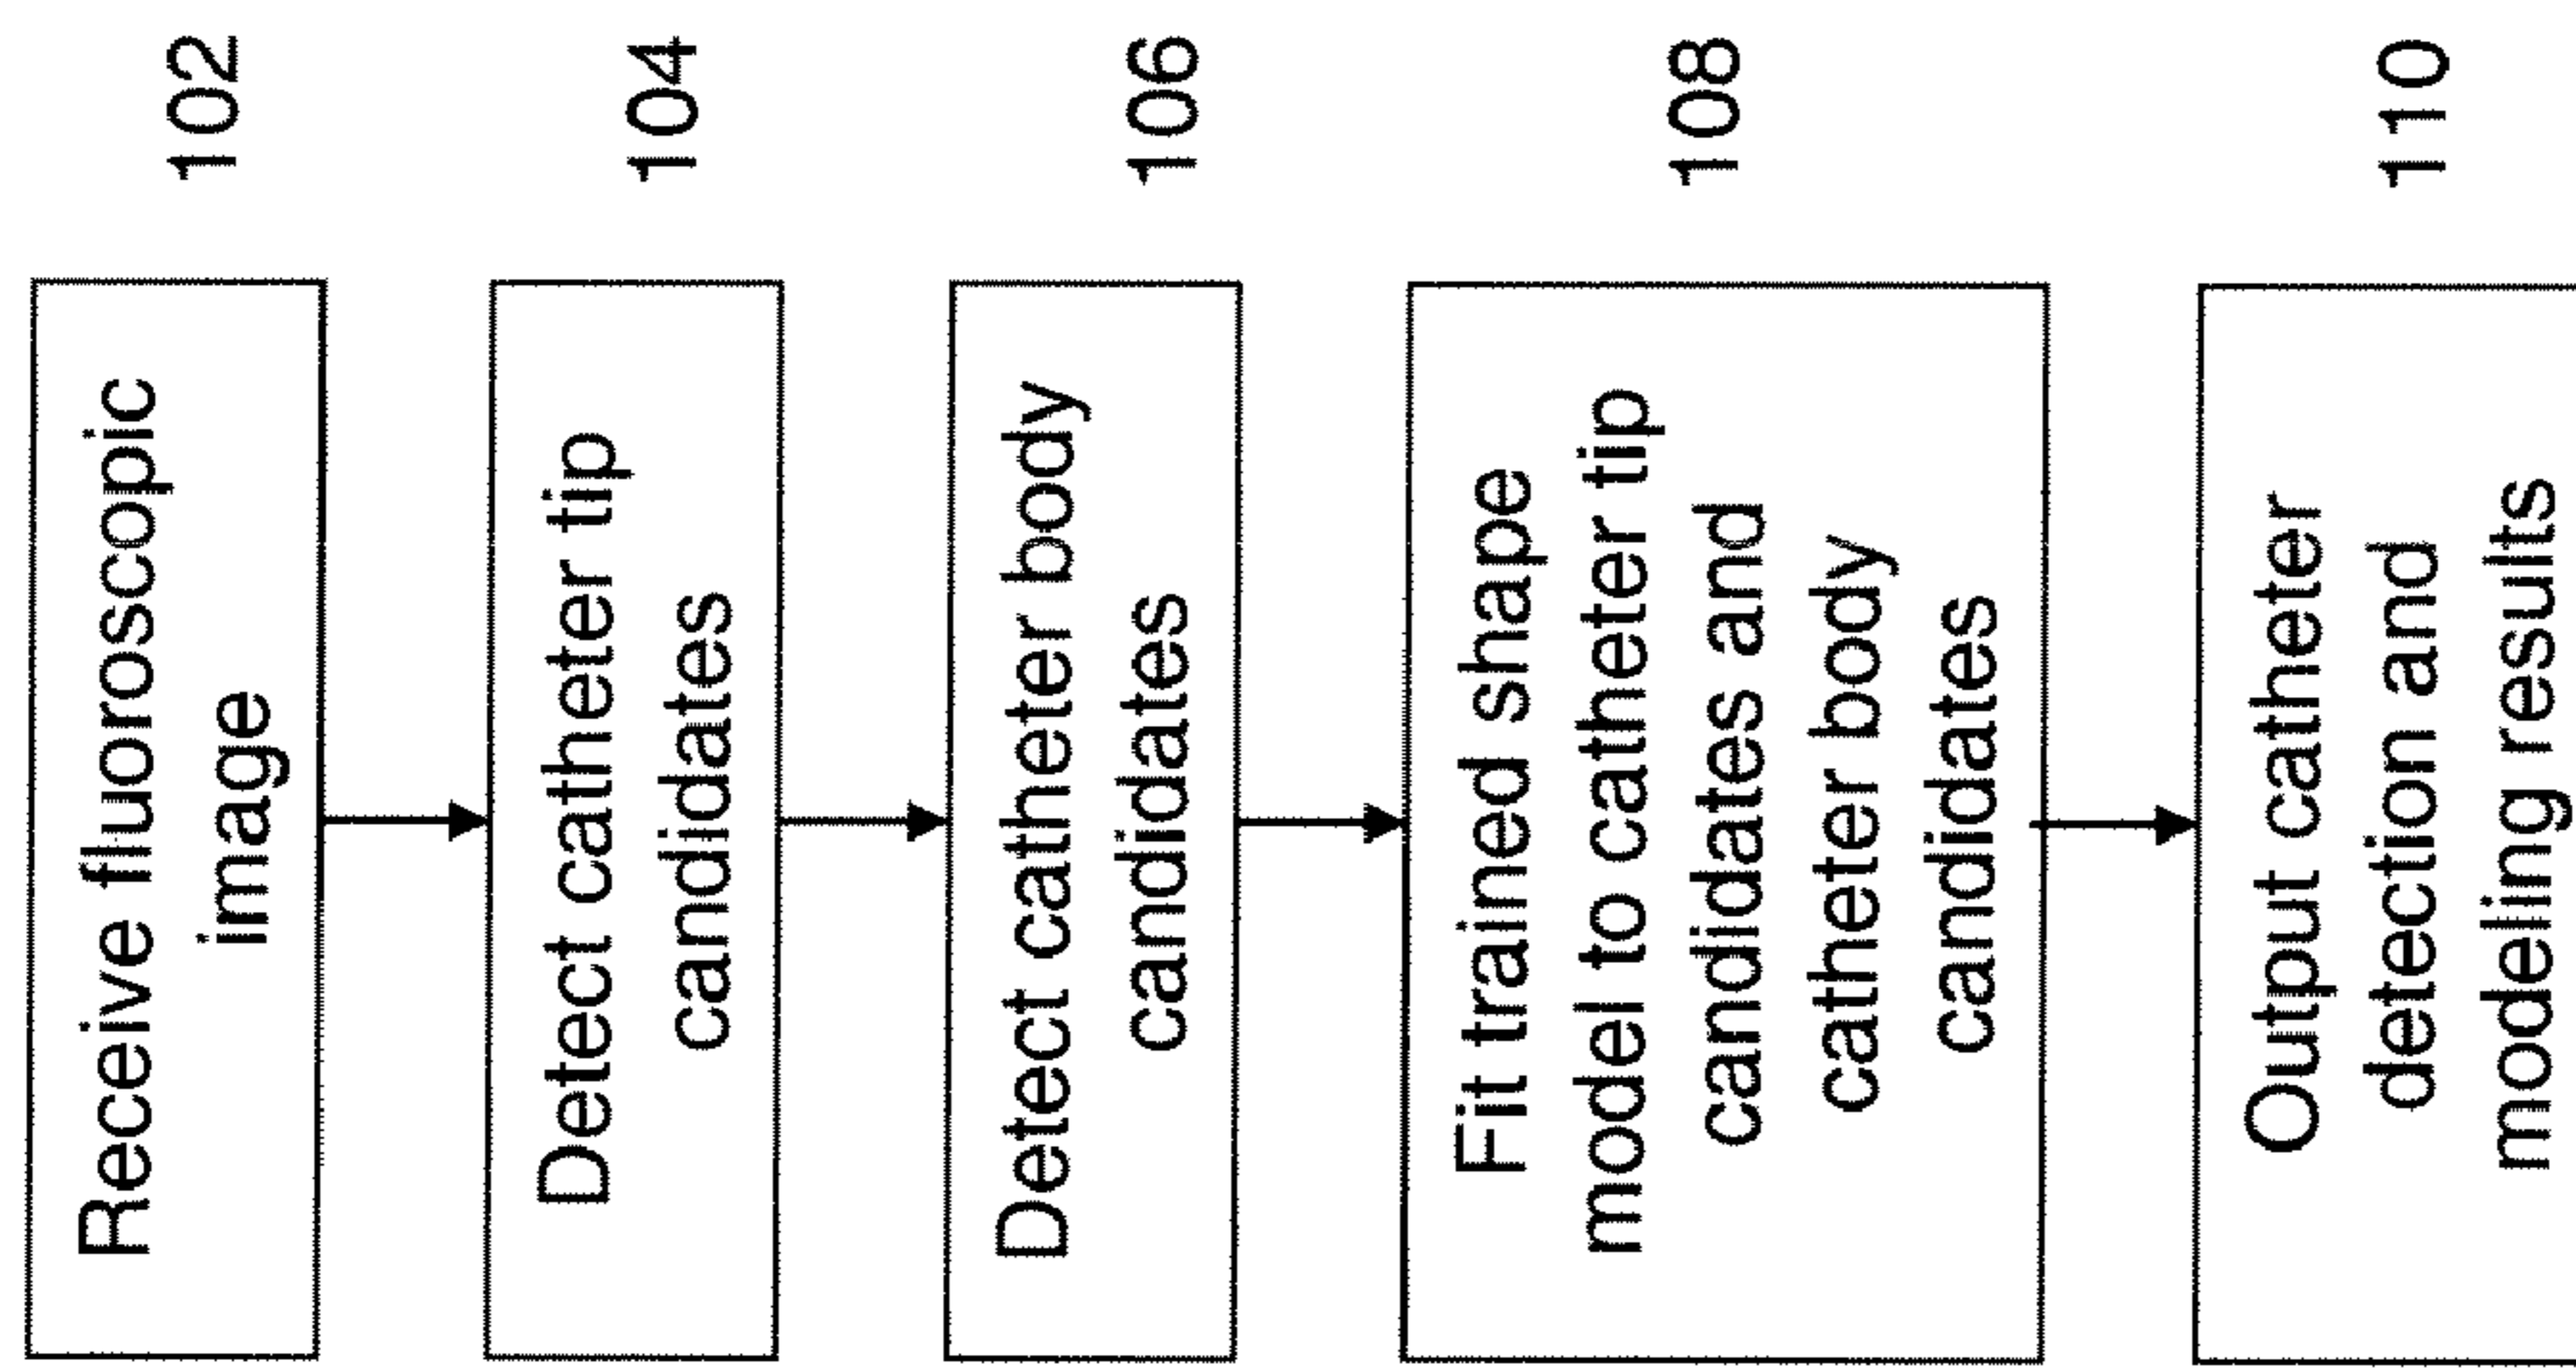 Receive fluoroscopic
image
102
Detect catheter tip
candidates
104
Detect catheter body
candidates
106
Fit trained shape
model to catheter tip
candidates and
catheter body
candidates
108
Output catheter
detection and
modeling results
110